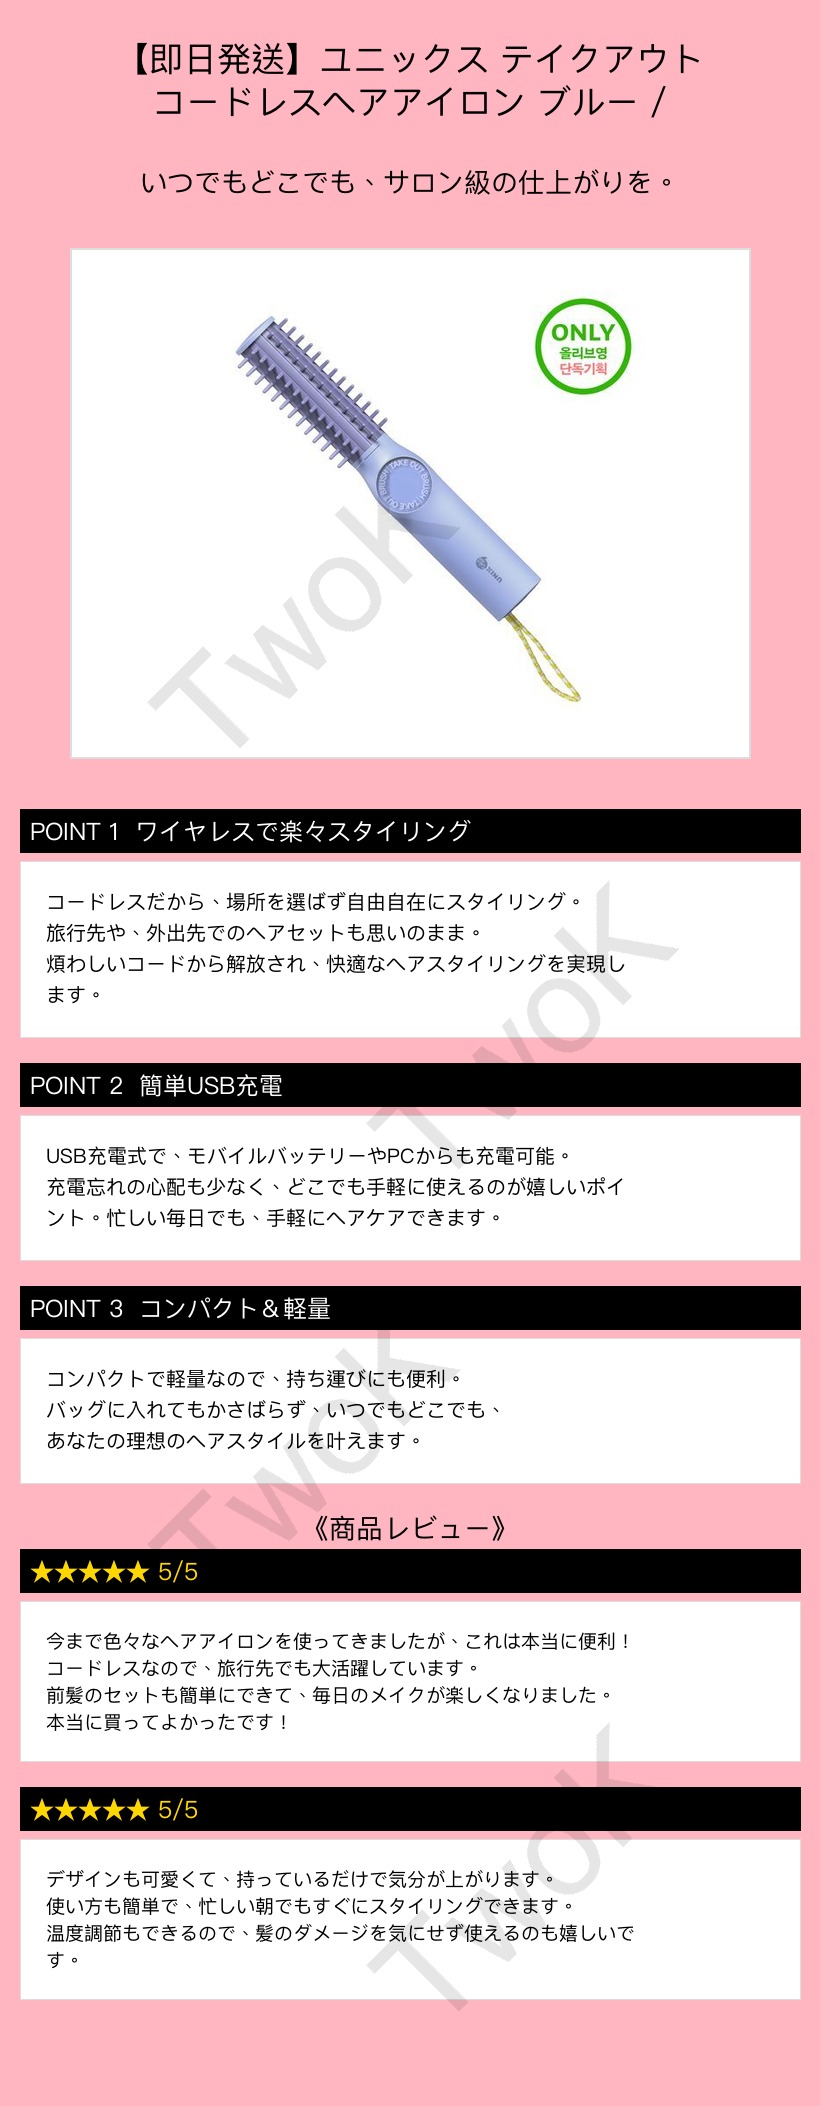 【即日発送】ユニックス テイクアウト
コードレスヘアアイロン ブルー /
いつでもどこでも、サロン級の仕上がりを。
ONLY
올리브영
단독기획
TAKE OUT BRUSH TAKE OUT BRUSH
UNIX
TwoK
POINT 1 ワイヤレスで楽々スタイリング
コードレスだから、場所を選ばず自由自在にスタイリング。
旅行先や、外出先でのヘアセットも思いのまま。
煩わしいコードから解放され、快適なヘアスタイリングを実現し
ます。
TwoK
POINT 2 簡単USB充電
USB充電式で、モバイルバッテリーやPCからも充電可能。
充電忘れの心配も少なく、どこでも手軽に使えるのが嬉しいポイ
ント。忙しい毎日でも、手軽にヘアケアできます。
POINT 3 コンパクト＆軽量
コンパクトで軽量なので、持ち運びにも便利。
バッグに入れてもかさばらず、いつでもどこでも、
あなたの理想のヘアスタイルを叶えます。
TwoK
《商品レビュー》
★★★★★ 5/5
今まで色々なヘアアイロンを使ってきましたが、これは本当に便利！
コードレスなので、旅行先でも大活躍しています。
前髪のセットも簡単にできて、毎日のメイクが楽しくなりました。
本当に買ってよかったです！
★★★★★ 5/5
デザインも可愛くて、持っているだけで気分が上がります。
使い方も簡単で、忙しい朝でもすぐにスタイリングできます。
温度調節もできるので、髪のダメージを気にせず使えるのも嬉しいで
す。
TwoK